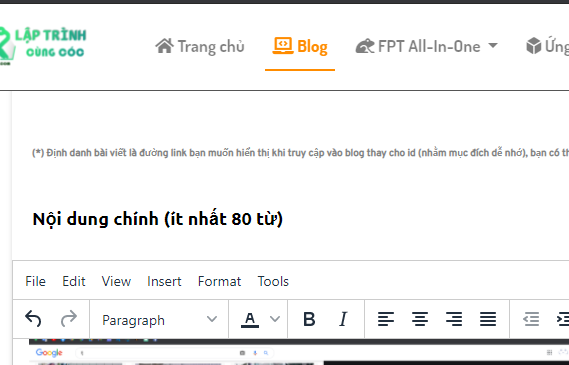 LẬP TRÌNH
CÙNG CÓC
Trang chủ
Blog
FPT All-In-One
Ứng
(*) Định danh bài viết là đường link bạn muốn hiển thị khi truy cập vào blog thay cho id (nhằm mục đích dễ nhớ), bạn có th
Nội dung chính (ít nhất 80 từ)
File Edit View Insert Format Tools
Paragraph A B I
Google